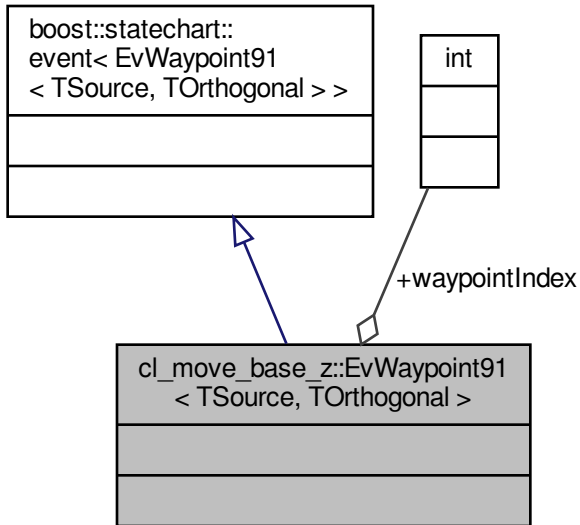 boost::statechart::
event< EvWaypoint91
< TSource, TOrthogonal > >
int
+waypointIndex
cl_move_base_z::EvWaypoint91
< TSource, TOrthogonal >